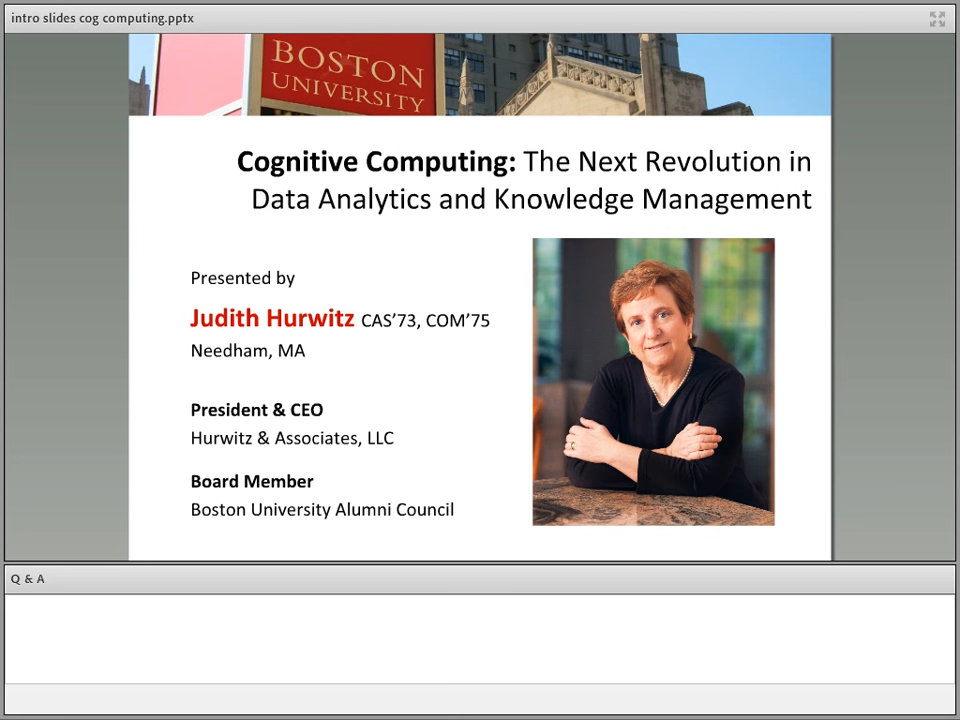 intro slides cog computing.pptx
BOSTON
UNIVERSITY
Cognitive Computing: The Next Revolution in
Data Analytics and Knowledge Management
Presented by
Judith Hurwitz CAS’73, COM’75
Needham, MA
President & CEO
Hurwitz & Associates, LLC
Board Member
Boston University Alumni Council
Q & A